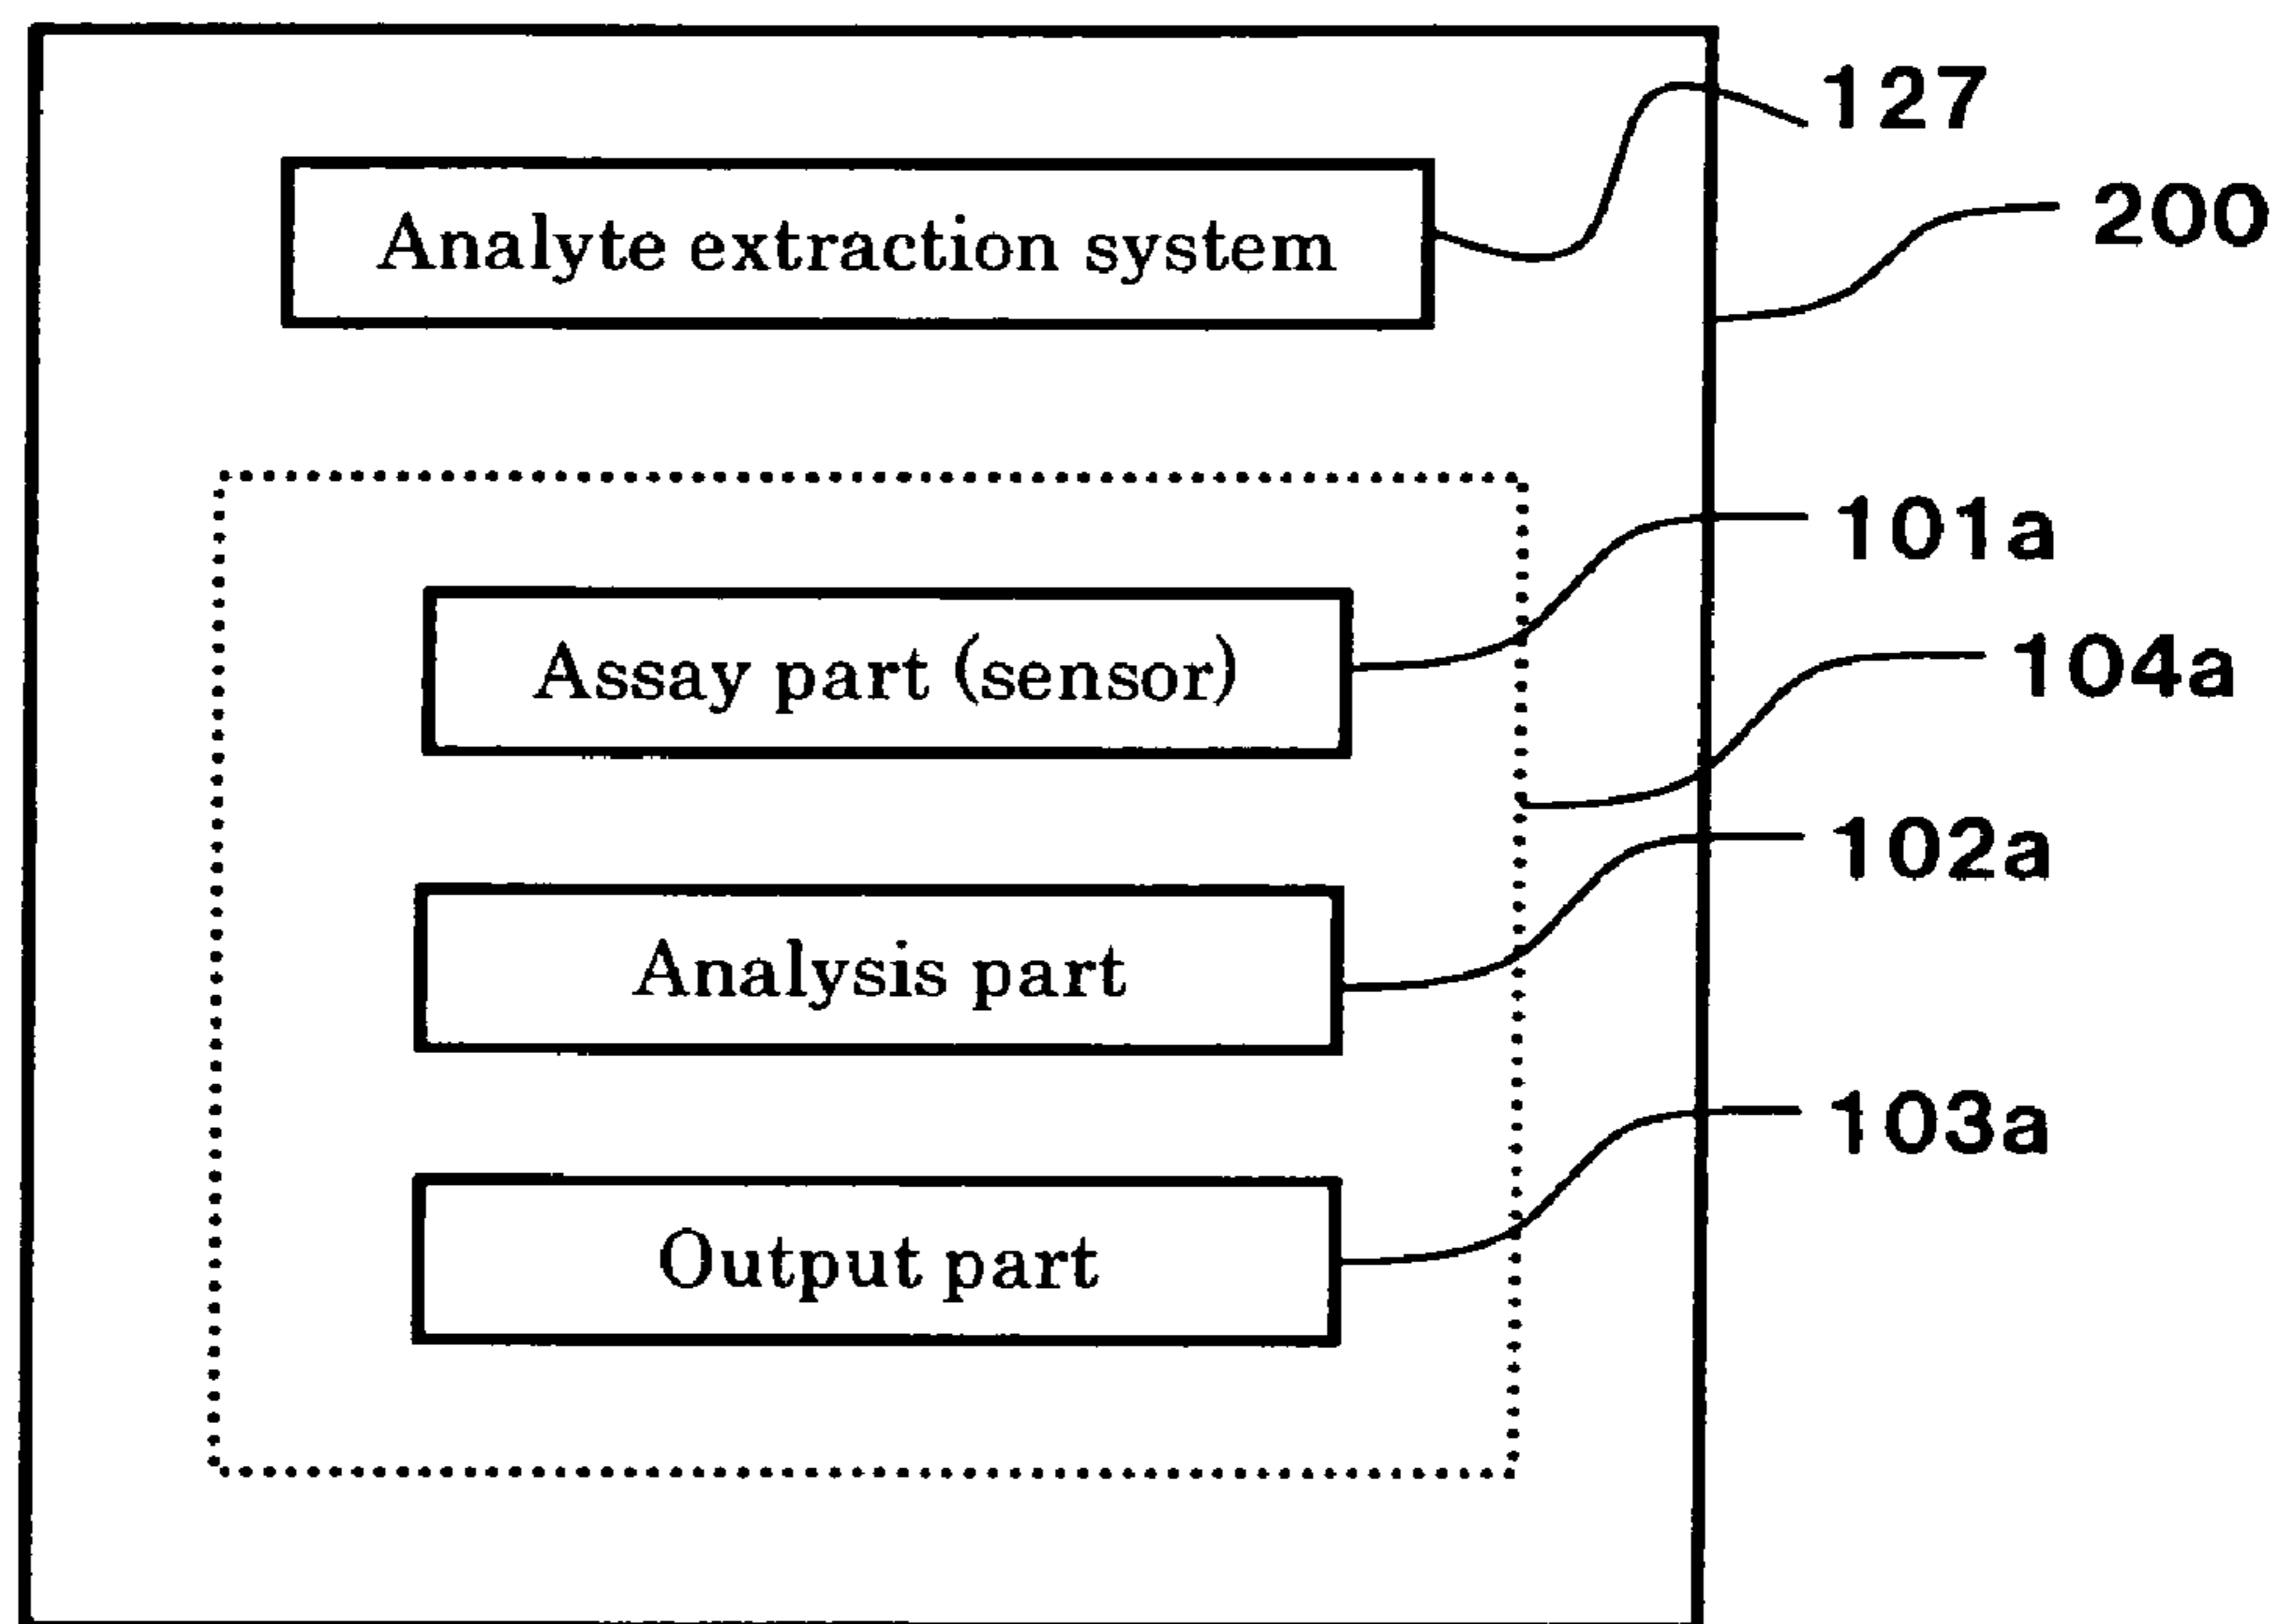 127
200
Analyte extraction system
101a
Assay part (sensor)
104a
102a
Analysis part
103a
Output part